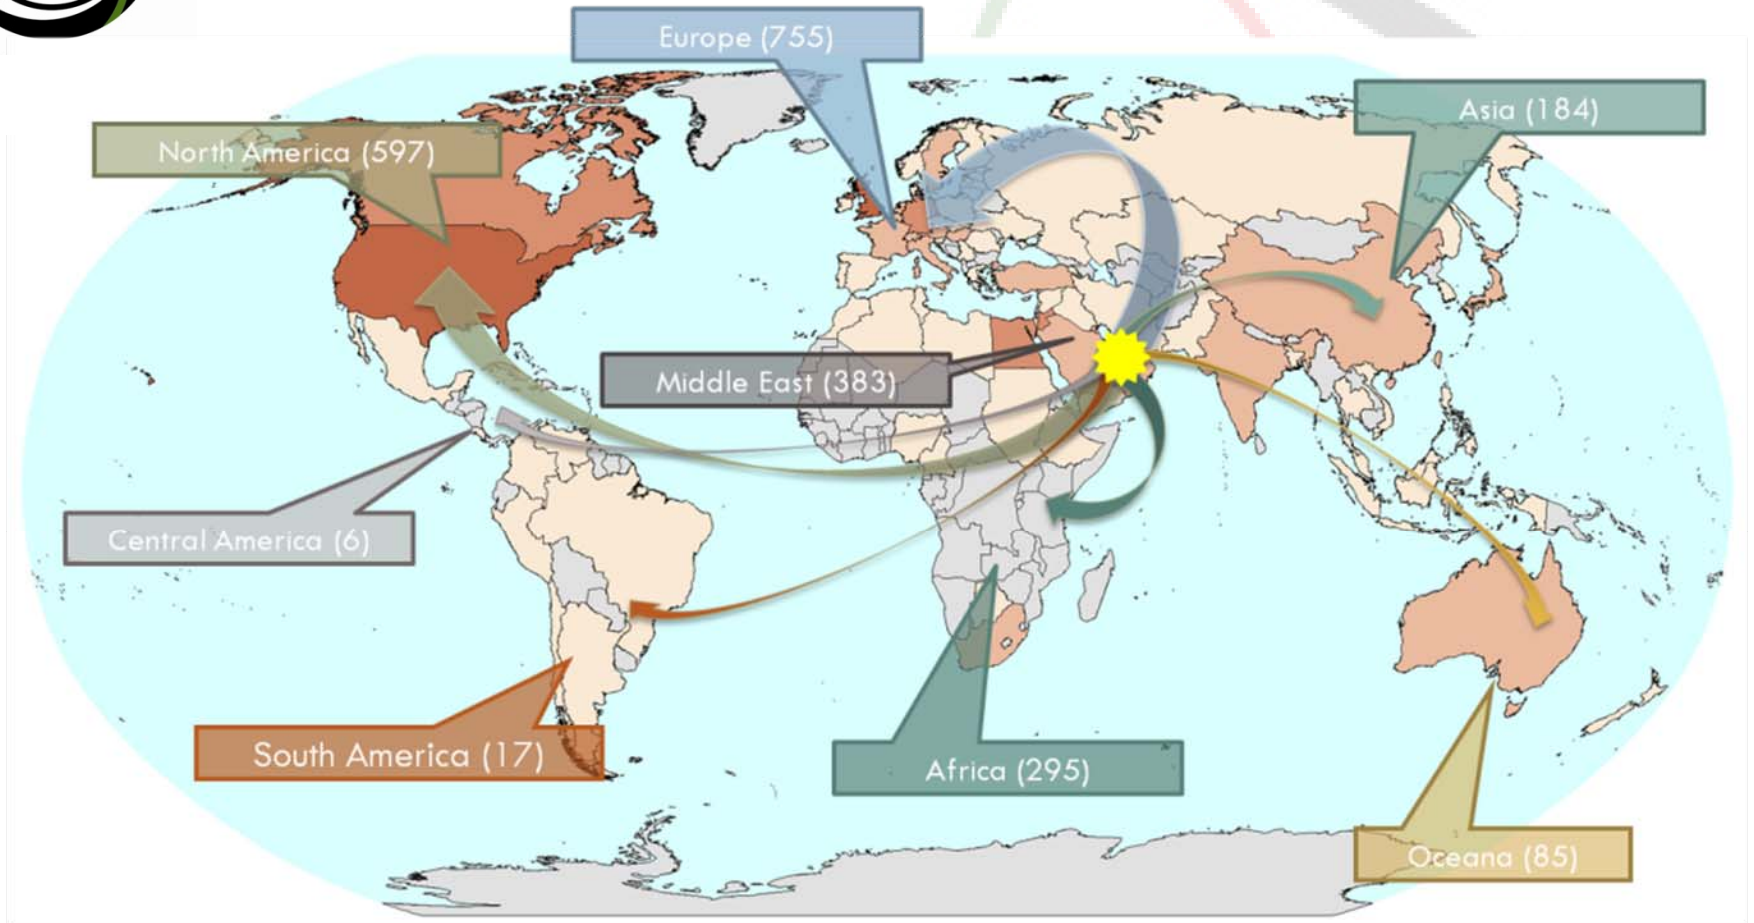 Europe (755)
Asia (184)
North America (597)
Middle East (383)
Central America (6)
South America (17)
Africa (295)
Oceana (85)